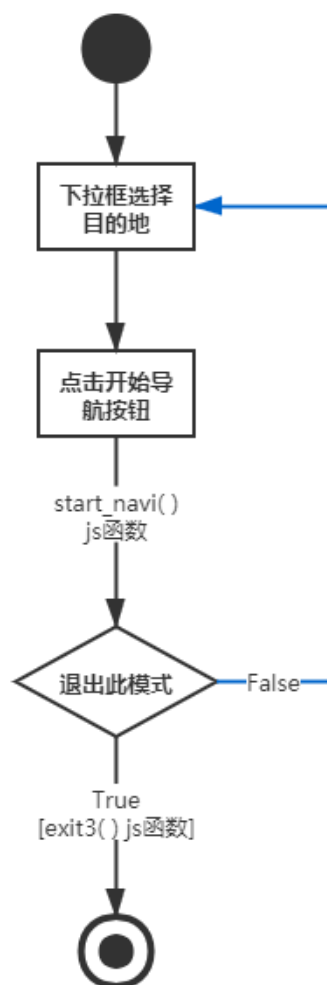 下拉框选择
目的地
点击开始导
航按钮
start_navi( )
js函数
退出此模式
False
True
[exit3( ) js函数]